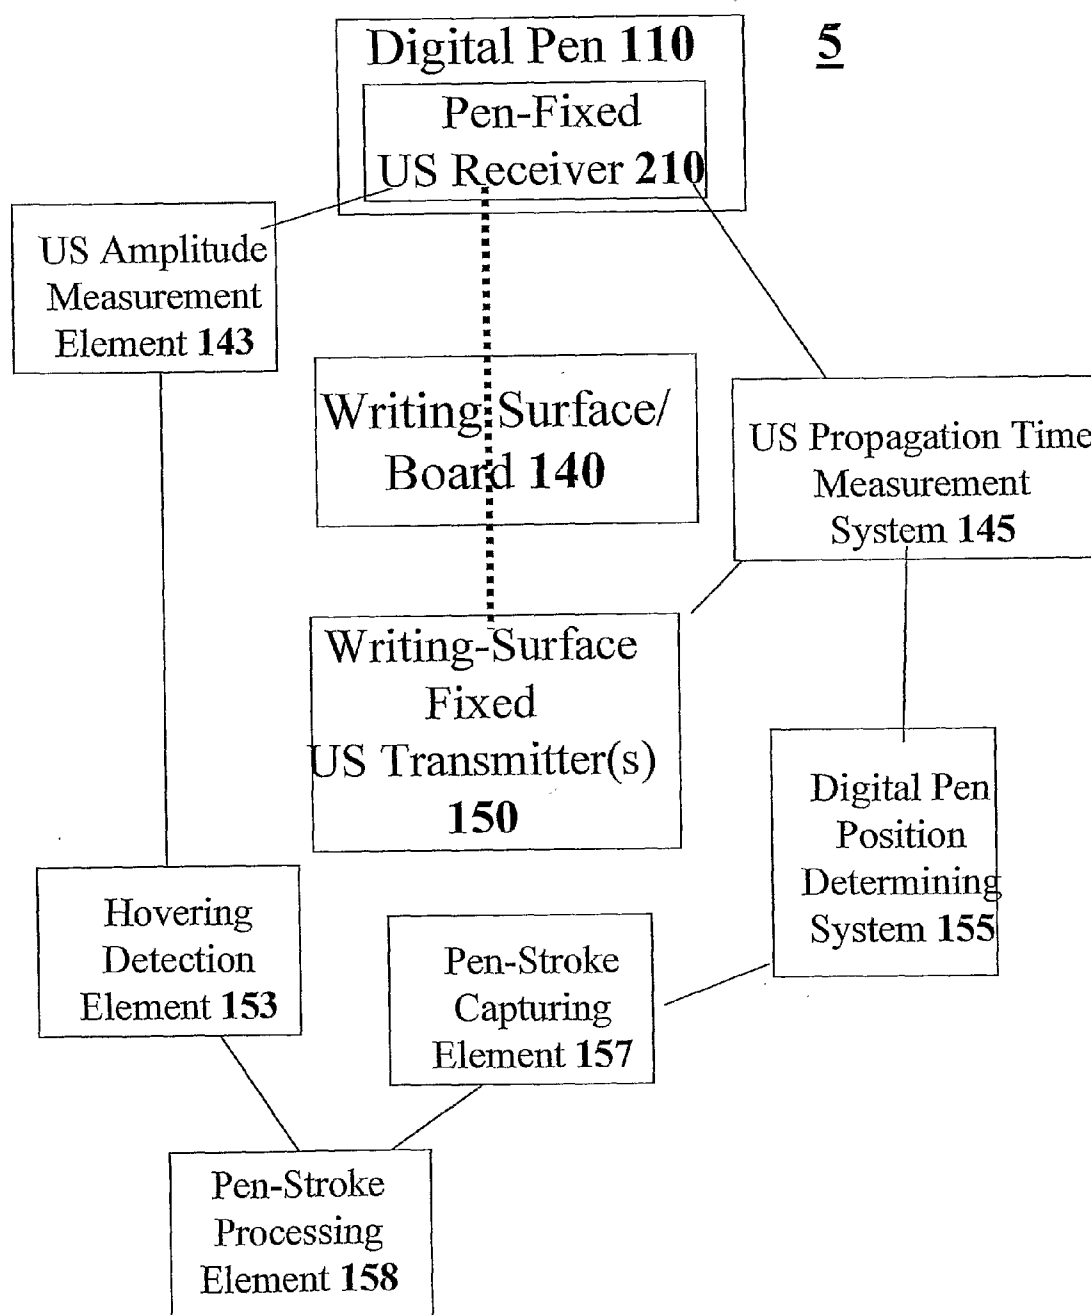 Digital Pen 110
5
Pen-Fixed
US Receiver 210
US Amplitude
Measurement
Element 143
Writing Surface/
Board 140
US Propagation Time
Measurement
System 145
Writing-Surface
Fixed
US Transmitter(s)
150
Digital Pen
Position
Determining
System 155
Hovering
Detection
Element 153
Pen-Stroke
Capturing
Element 157
Pen-Stroke
Processing
Element 158